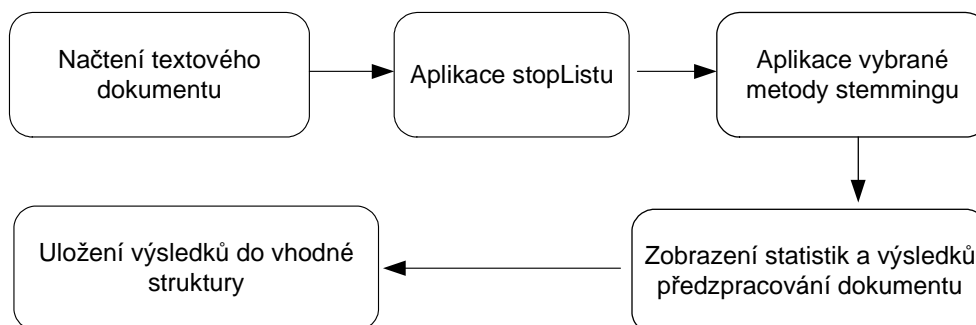 Načtení textového
dokumentu
Aplikace stopListu
Aplikace vybrané
metody stemmingu
Zobrazení statistik a výsledků
předzpracování dokumentu
Uložení výsledků do vhodné
struktury